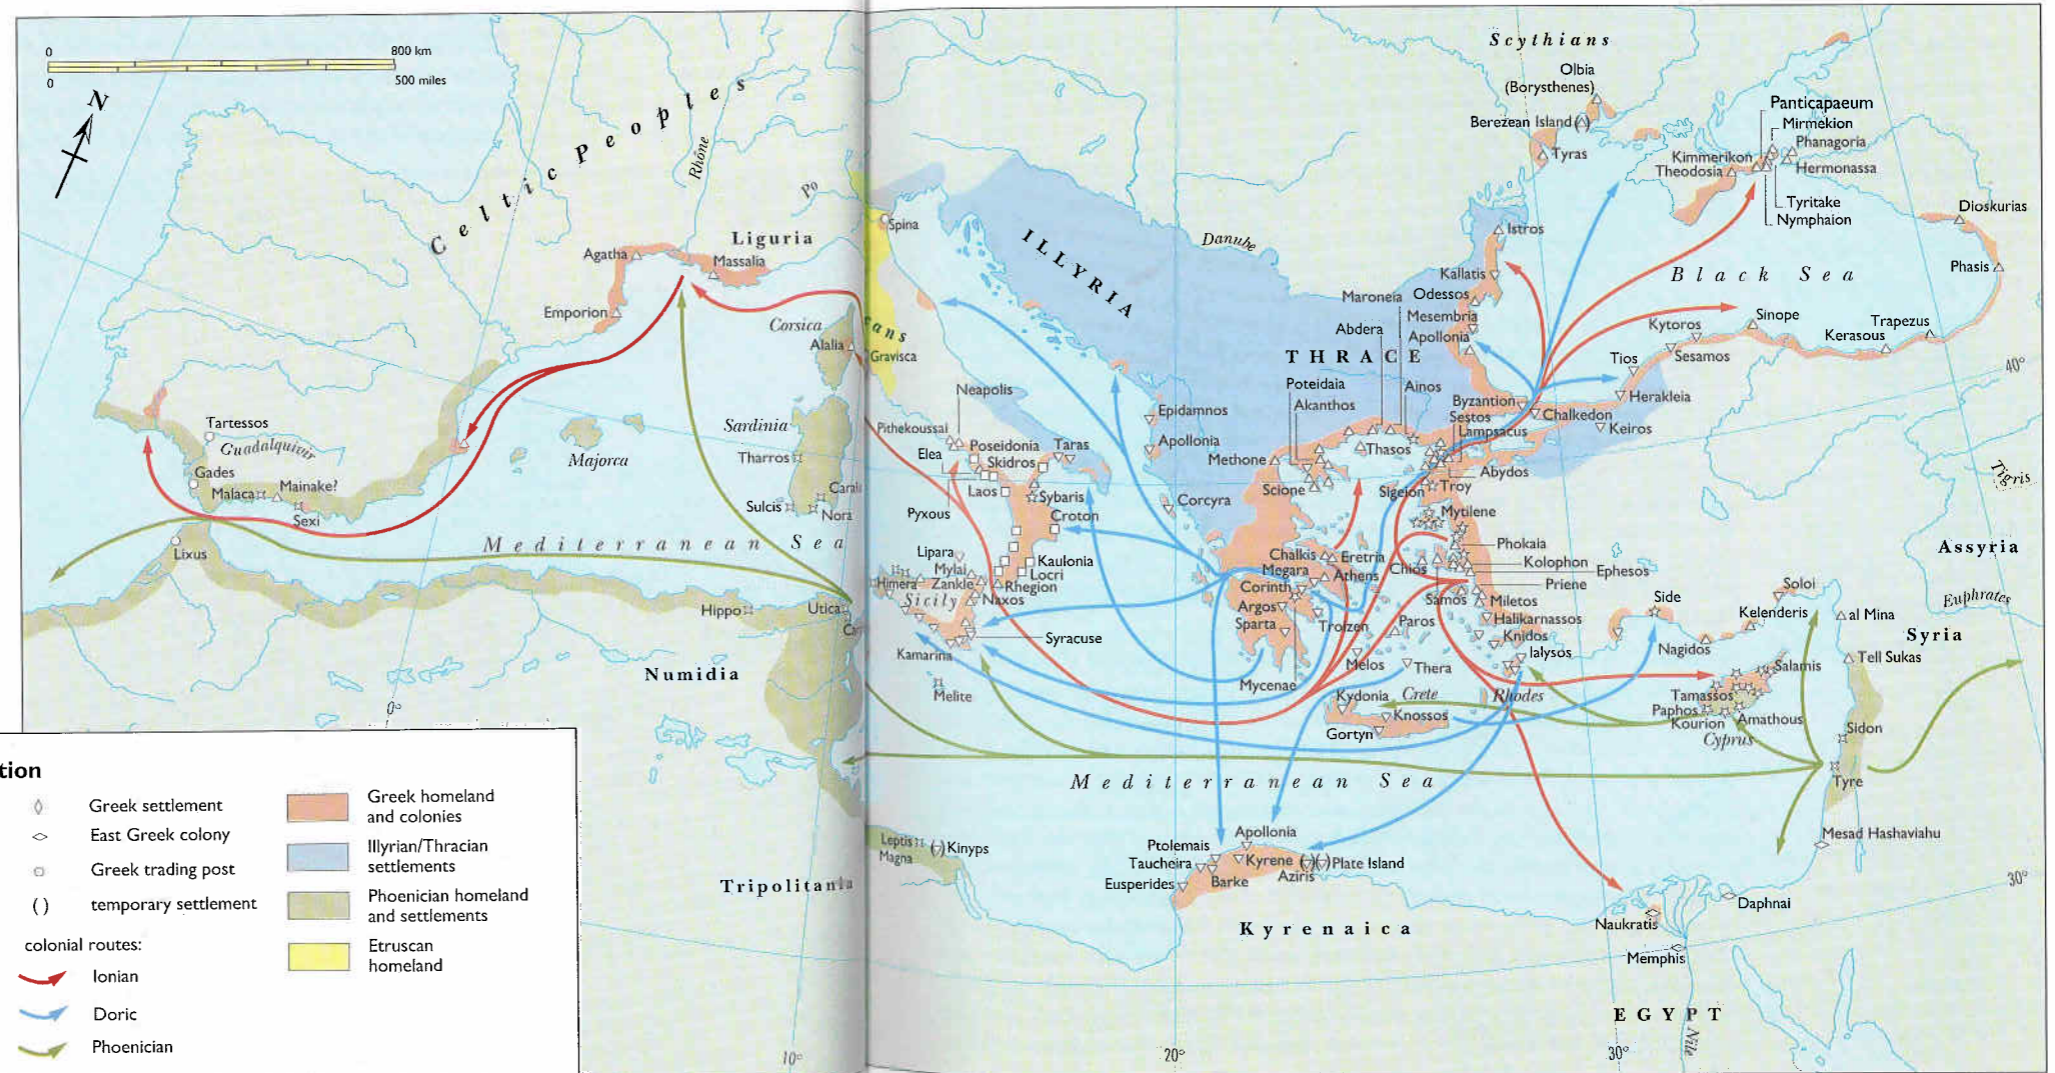 0
800 km
0
500 miles
N
Celtic Peoples
Rhône
Po
Liguria
Agatha
Massalia
Emporion
Corsica
Alalia
Sardinia
Tharros
Sulcis
Nora
Majorca
Tartessos
Guadalquivir
Gades
Malaca
Mainake?
Sexi
Lixus
Mediterranean Sea
Hippo
Utica
Numidia
0°
Tripolitania
10°
tion
Greek settlement
East Greek colony
Greek trading post
( )
temporary settlement
colonial routes:
Ionian
Doric
Phoenician
Greek homeland
and colonies
Illyrian/Thracian
settlements
Phoenician homeland
and settlements
Etruscan
homeland
Spina
cans
Gravisca
ILLYRIA
Danube
Scythians
Olbia
(Borysthenes)
Berezean Island
Tyras
Panticapaeum
Mirmekion
Phanagoria
Kimmerikon
Theodosia
Hermonassa
Tyritake
Nymphaion
Dioskurias
Phasis
Black Sea
Istros
Kallatis
Odessos
Mesembria
Apollonia
Maroneia
Abdera
THRACE
Poteidaia
Akanthos
Ainos
Byzantion
Sestos
Lampsacus
Chalkedon
Tios
Herakleia
Keiros
Kytoros
Sesamos
Sinope
Kerasous
Trapezus
40°
Neapolis
Pithekoussai
Elea
Poseidonia
Skidros
Taras
Laos
Sybaris
Pyxous
Croton
Lipara
Mylai
Kaulonia
Locri
Himera
Zankle
Rhegion
Sicily
Naxos
Syracuse
Kamarina
Melite
Epidamnos
Apollonia
Corcyra
Methone
Thasos
Scione
Sigeion
Troy
Abydos
Mytilene
Chalkis
Eretria
Megara
Athens
Corinth
Argos
Sparta
Troizen
Mycenae
Melos
Paros
Thera
Chios
Samos
Phokaia
Kolophon
Ephesos
Priene
Miletos
Halikarnassos
Knidos
Ialysos
Rhodes
Kydonia
Crete
Knossos
Gortyn
Side
Nagidos
Kelenderis
Soloi
al Mina
Tell Sukas
Salamis
Tamassos
Paphos
Kourion
Amathous
Cyprus
Sidon
Tyre
Mesad Hashaviahu
Tigris
Assyria
Euphrates
Syria
Mediterranean Sea
Leptis
Magna
Kinyps
Ptolemais
Taucheira
Eusperides
Barke
Apollonia
Kyrene
Aziris
Plate Island
Kyrenaica
Naukratis
Daphnai
Memphis
EGYPT
Nile
20°
30°
30°